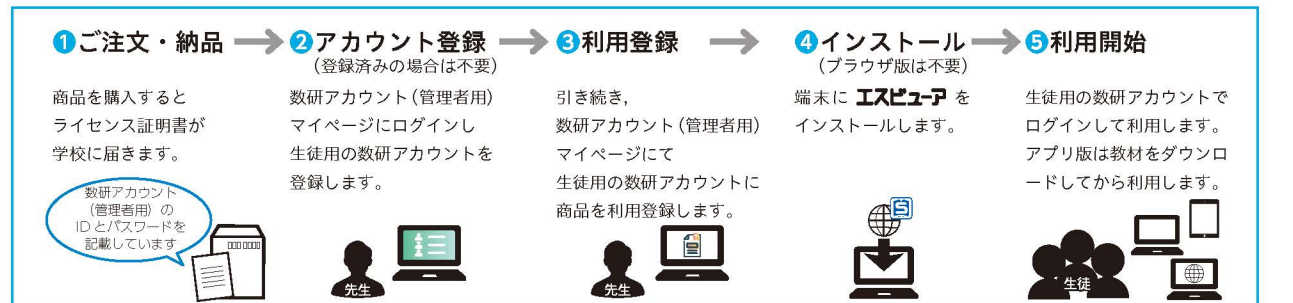 ❶ご注文・納品
商品を購入すると
ライセンス証明書が
学校に届きます。
数研アカウント
(管理者用)の
IDとパスワードを
記載しています
❷アカウント登録
(登録済みの場合は不要)
数研アカウント(管理者用)
マイページにログインし
生徒用の数研アカウントを
登録します。
先生
❸利用登録
引き続き,
数研アカウント(管理者用)
マイページにて
生徒用の数研アカウントに
商品を利用登録します。
先生
❹インストール
(ブラウザ版は不要)
端末に エスビューア を
インストールします。
S
❺利用開始
生徒用の数研アカウントで
ログインして利用します。
アプリ版は教材をダウンロ
ードしてから利用します。
生徒